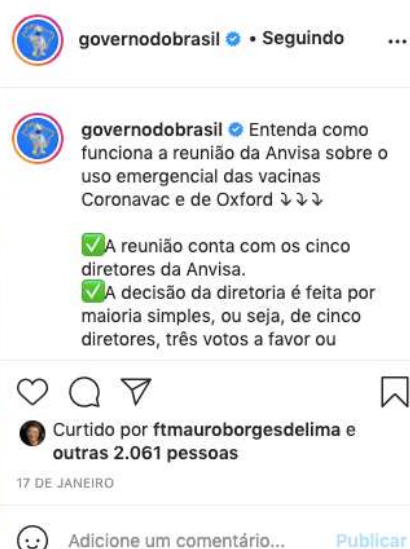 governodobrasil • Seguindo
...
governodobrasil Entenda como
funciona a reunião da Anvisa sobre o
uso emergencial das vacinas
Coronavac e de Oxford ⤵⤵⤵
✅A reunião conta com os cinco
diretores da Anvisa.
✅A decisão da diretoria é feita por
maioria simples, ou seja, de cinco
diretores, três votos a favor ou
Curtido por ftmauroborgesdelima e
outras 2.061 pessoas
17 DE JANEIRO
Adicione um comentário... Publicar